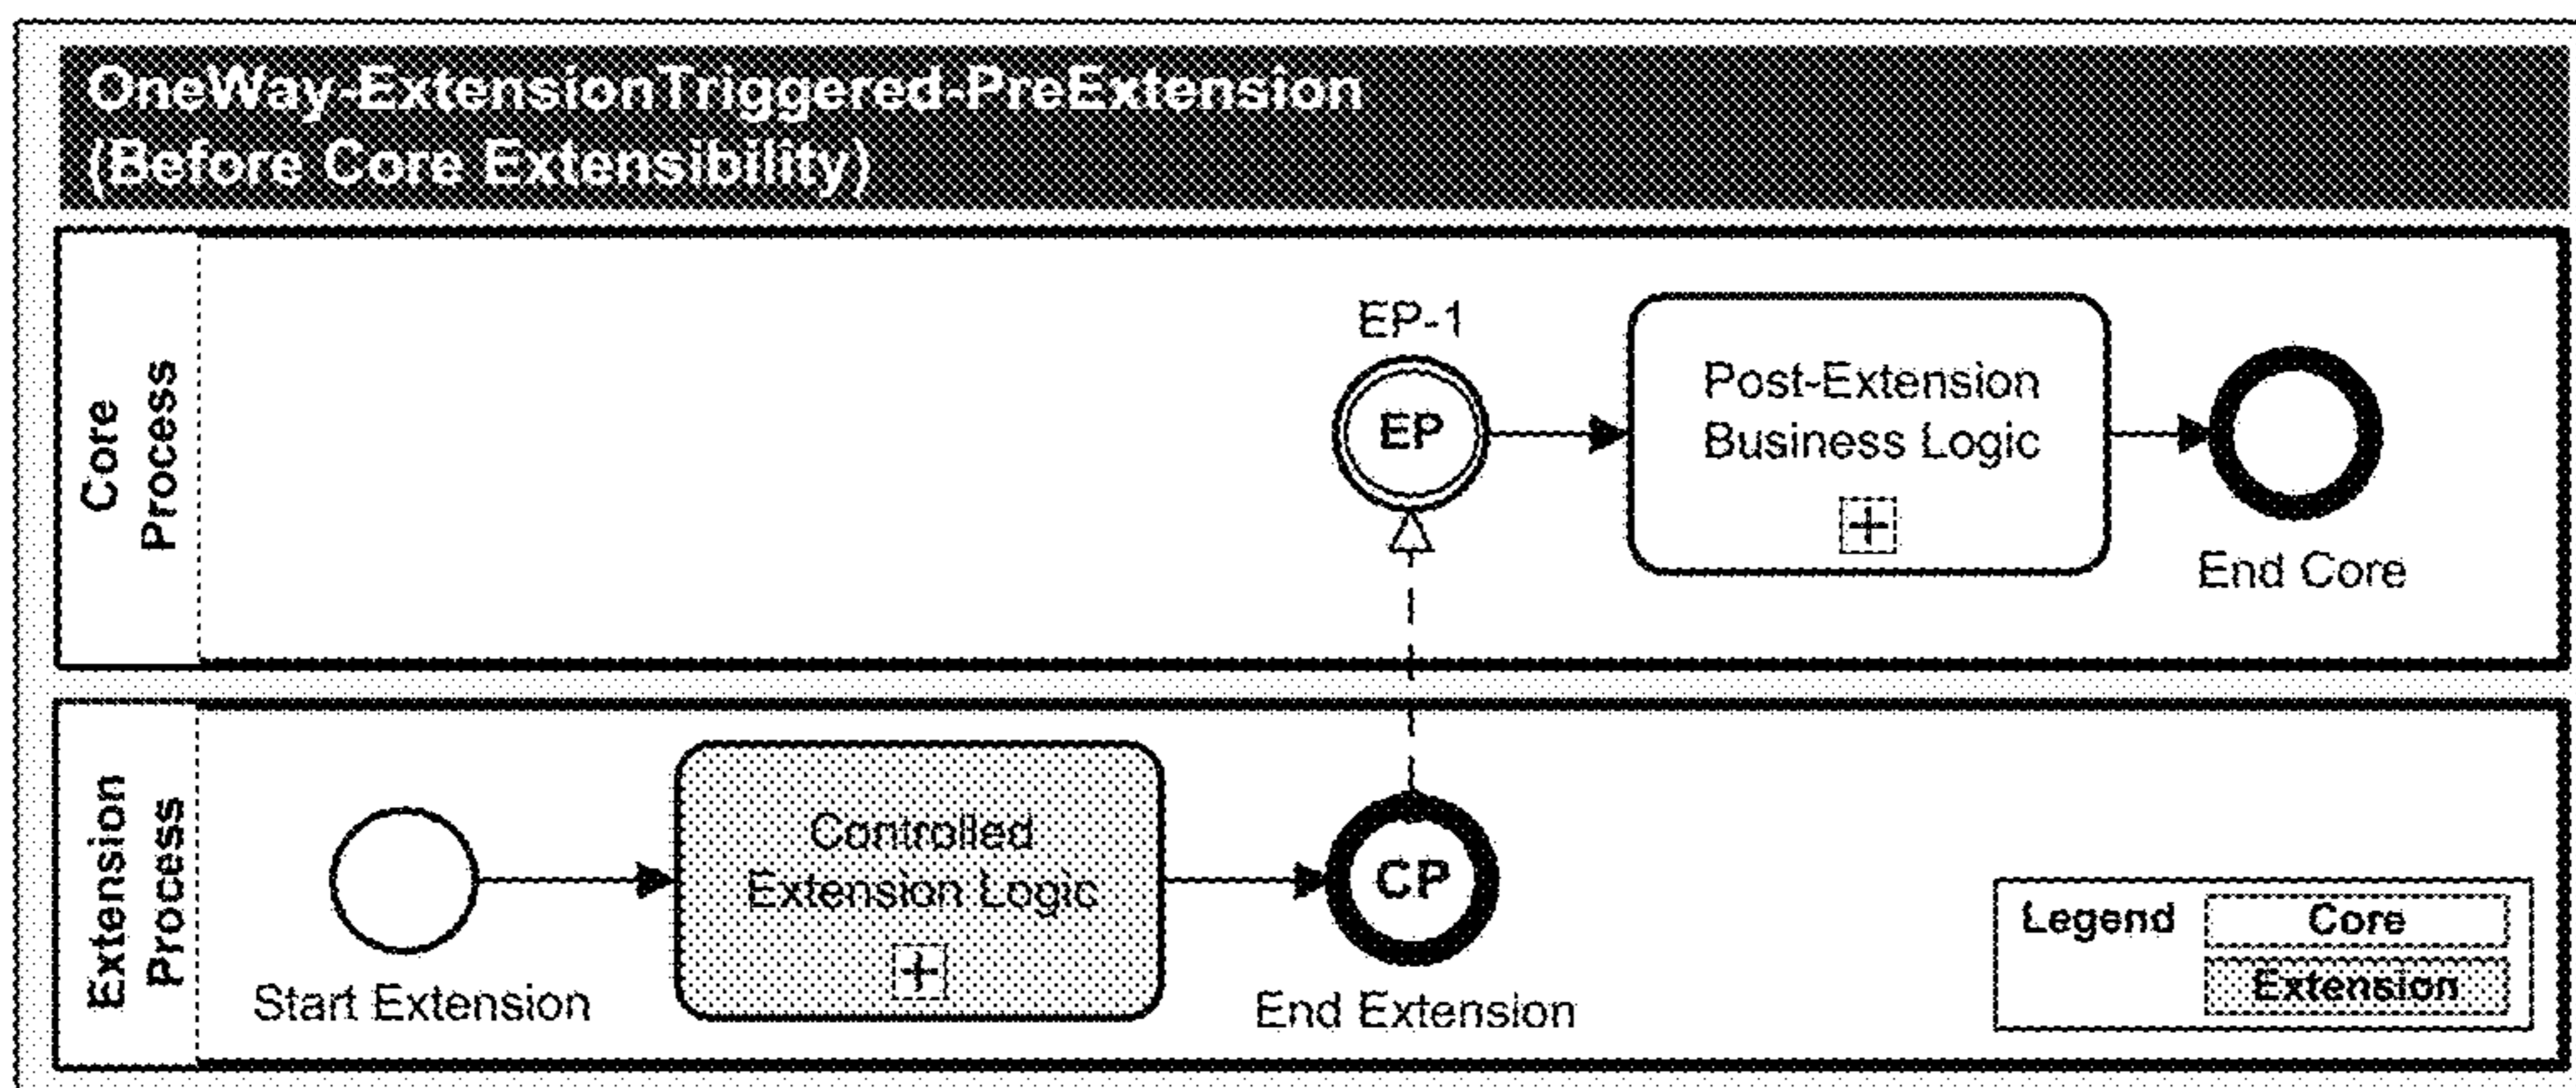 OneWay-ExtensionTriggered-PreExtension
(Before Core Extensibility)
Core
Process
EP-1
EP
Post-Extension
Business Logic
End Core
Extension
Process
Start Extension
Controlled
Extension Logic
CP
End Extension
Legend
Core
Extension